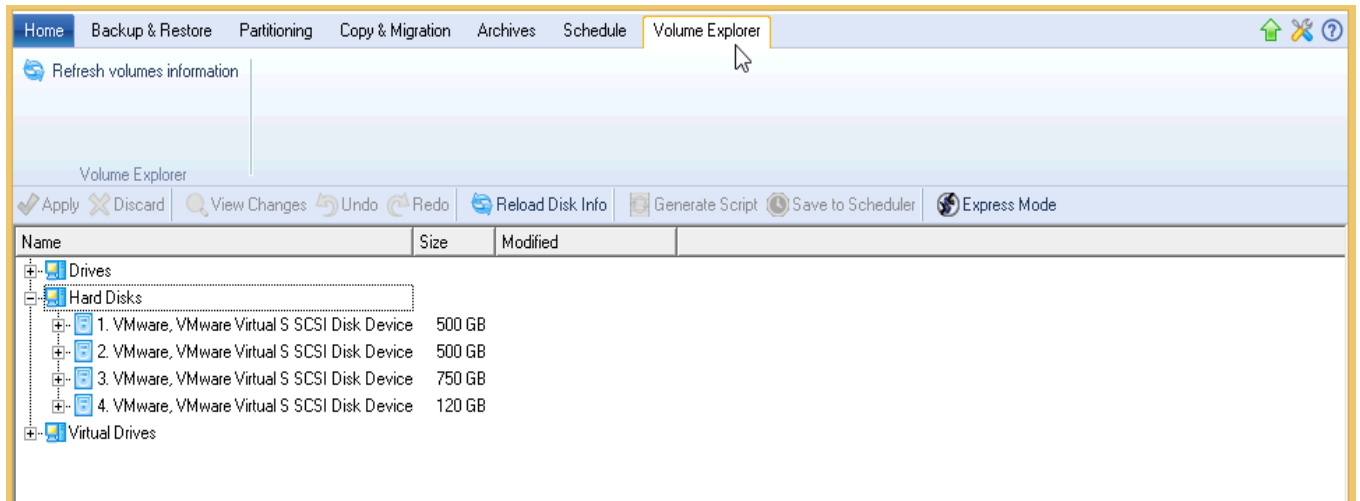 Home Backup & Restore Partitioning Copy & Migration Archives Schedule Volume Explorer
Refresh volumes information
Volume Explorer
Apply Discard View Changes Undo Redo Reload Disk Info Generate Script Save to Scheduler Express Mode
Name Size Modified
Drives
Hard Disks
1. VMware, VMware Virtual S SCSI Disk Device 500 GB
2. VMware, VMware Virtual S SCSI Disk Device 500 GB
3. VMware, VMware Virtual S SCSI Disk Device 750 GB
4. VMware, VMware Virtual S SCSI Disk Device 120 GB
Virtual Drives